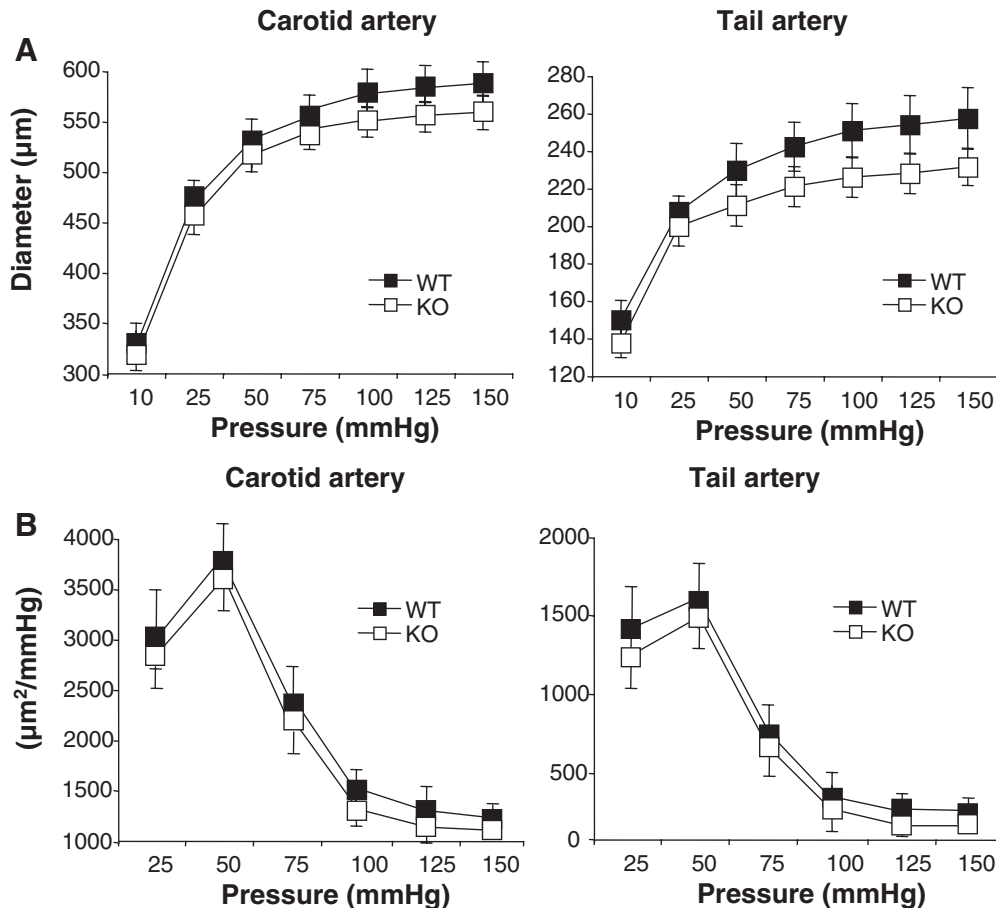 Carotid artery
Tail artery
A
Diameter (µm)
600
550
500
450
400
350
300
WT
KO
10 25 50 75 100 125 150
Pressure (mmHg)
280
260
240
220
200
180
160
140
120
WT
KO
10 25 50 75 100 125 150
Pressure (mmHg)
Carotid artery
Tail artery
B
(µm²/mmHg)
4000
3500
3000
2500
2000
1500
1000
WT
KO
25 50 75 100 125 150
Pressure (mmHg)
2000
1500
1000
500
0
WT
KO
25 50 75 100 125 150
Pressure (mmHg)